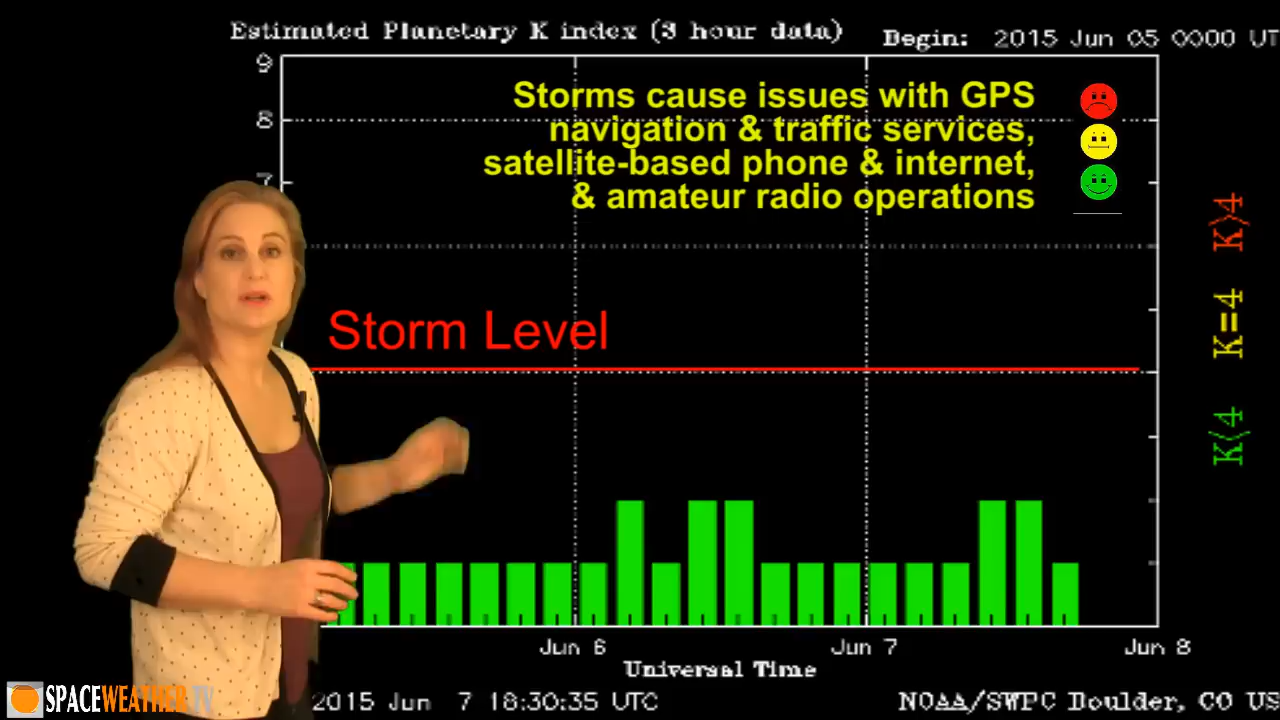 Estimated Planetary K index (3 hour data)
Begin: 2015 Jun 05 0000 UT
9
8
7
Storms cause issues with GPS
navigation & traffic services,
satellite-based phone & internet,
& amateur radio operations
Storm Level
K>4
K=4
K<4
Jun 6
Jun 7
Jun 8
Universal Time
2015 Jun 7 18:30:35 UTC
NOAA/SWPC Boulder, CO US
SPACEWEATHER.TV